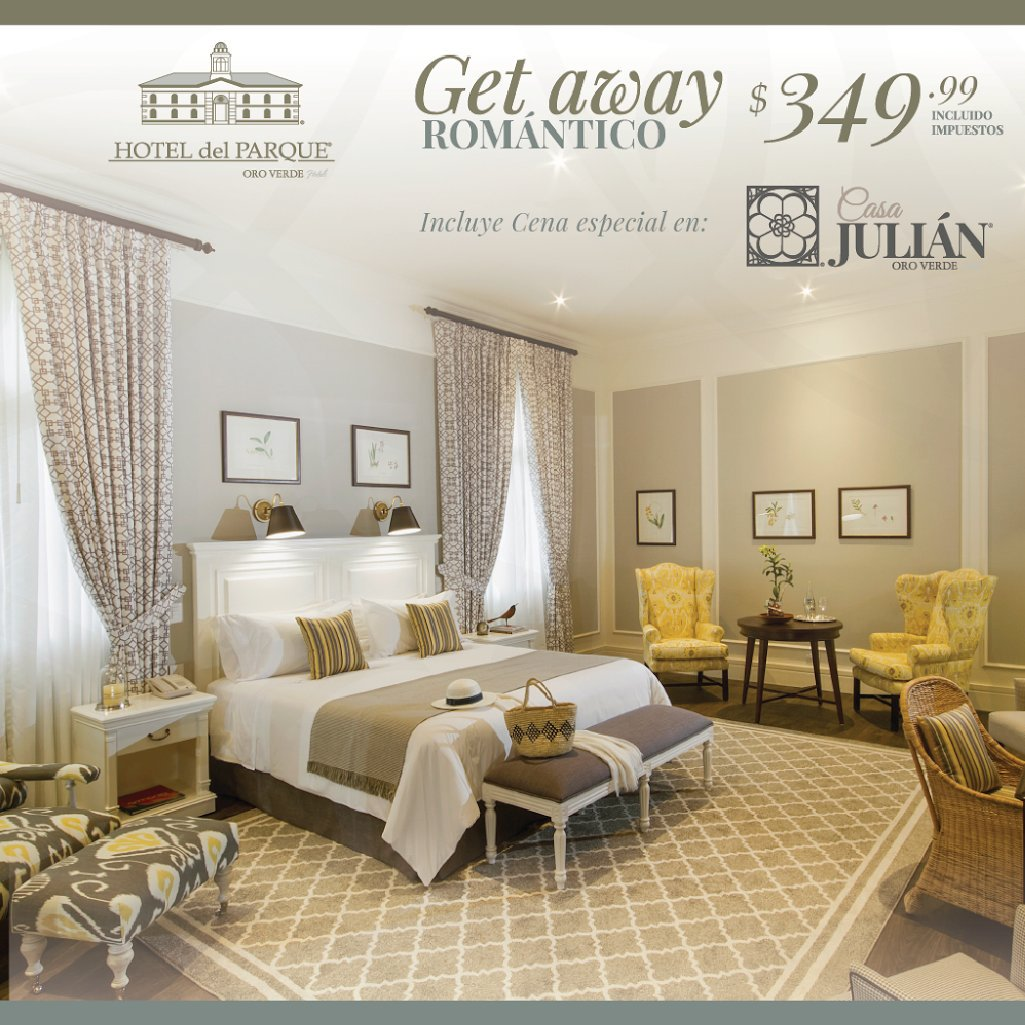 HOTEL del PARQUE®
ORO VERDE Hotels
Get away
ROMÁNTICO
$349.99
INCLUIDO
IMPUESTOS
Incluye Cena especial en:
Casa
JULIÁN®
ORO VERDE